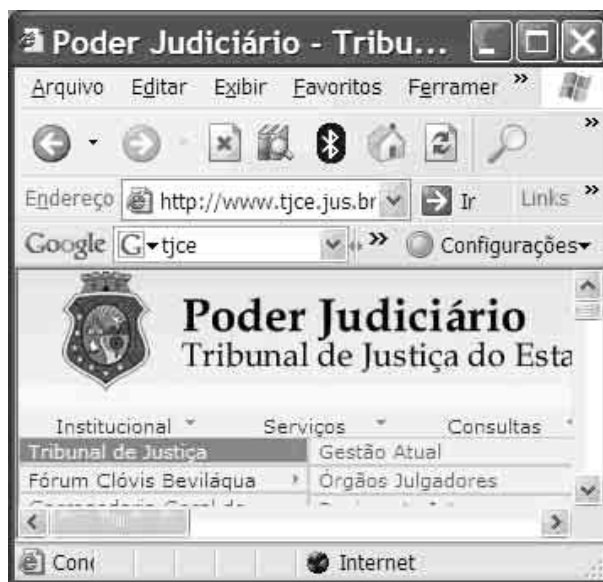 Poder Judiciário - Tribu...
Arquivo Editar Exibir Favoritos Ferramer »
»
Endereço http://www.tjce.jus.br Ir Links »
Google G tjce » Configurações
Poder Judiciário
Tribunal de Justiça do Esta
Institucional Serviços Consultas
Tribunal de Justiça Gestão Atual
Fórum Clóvis Beviláqua Órgãos Julgadores
Internet